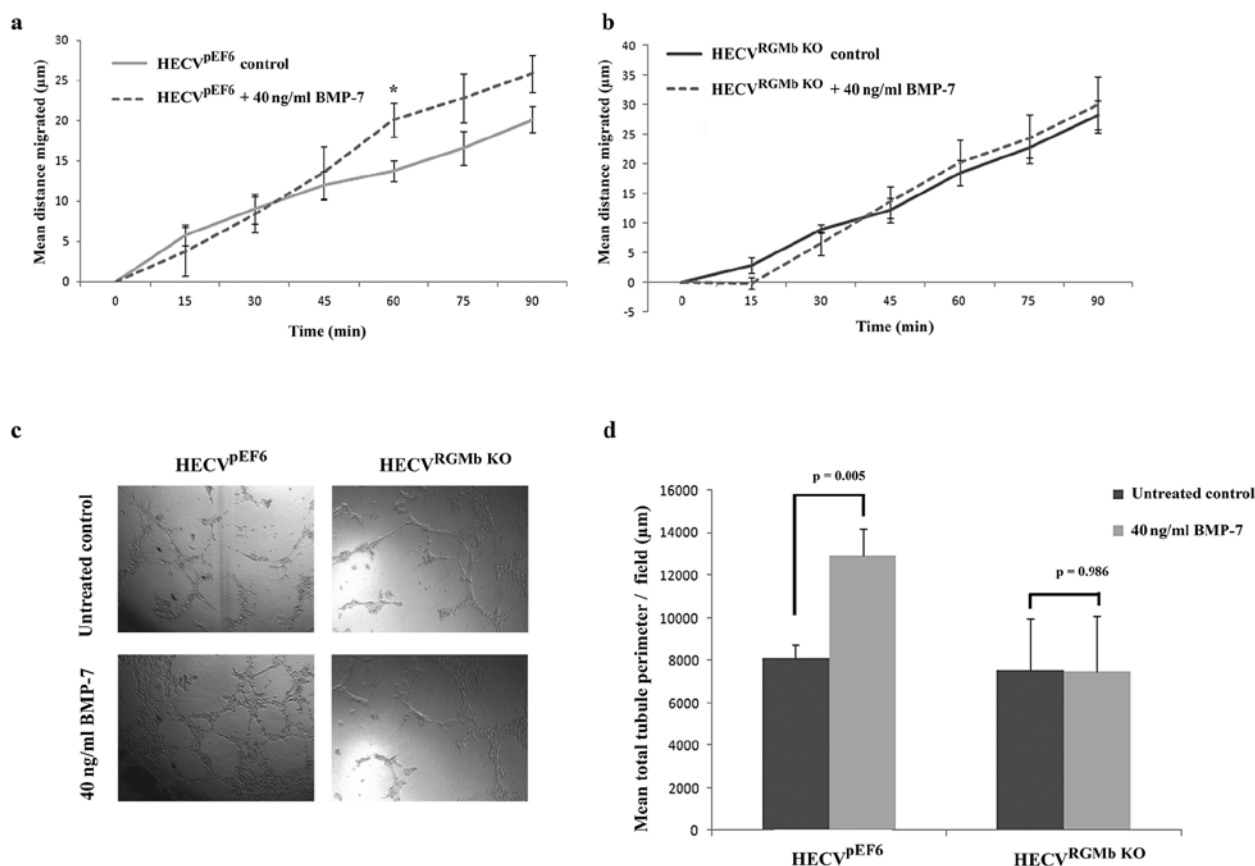 a
30
25
20
15
10
5
0
Mean distance migrated (µm)
HECV^pEF6 control
HECV^pEF6 + 40 ng/ml BMP-7
*
0 15 30 45 60 75 90
Time (min)
b
40
35
30
25
20
15
10
5
0
-5
Mean distance migrated (µm)
HECV^RGMb KO control
HECV^RGMb KO + 40 ng/ml BMP-7
0 15 30 45 60 75 90
Time (min)
c
HECV^pEF6 HECV^RGMb KO
Untreated control
40 ng/ml BMP-7
d
16000
14000
12000
10000
8000
6000
4000
2000
0
Mean total tubule perimeter / field (µm)
p = 0.005
p = 0.986
Untreated control
40 ng/ml BMP-7
HECV^pEF6 HECV^RGMb KO